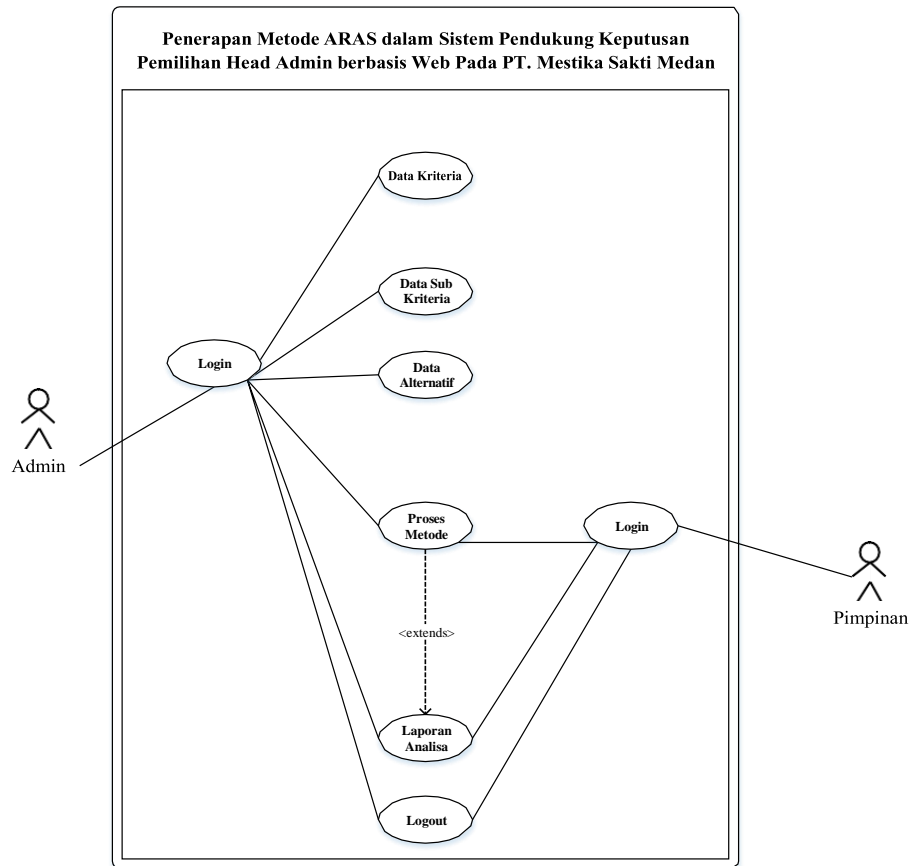 Penerapan Metode ARAS dalam Sistem Pendukung Keputusan
Pemilihan Head Admin berbasis Web Pada PT. Mestika Sakti Medan
Data Kriteria
Data Sub
Kriteria
Login
Data
Alternatif
Admin
Proses
Metode
Login
Pimpinan
<extends>
Laporan
Analisa
Logout